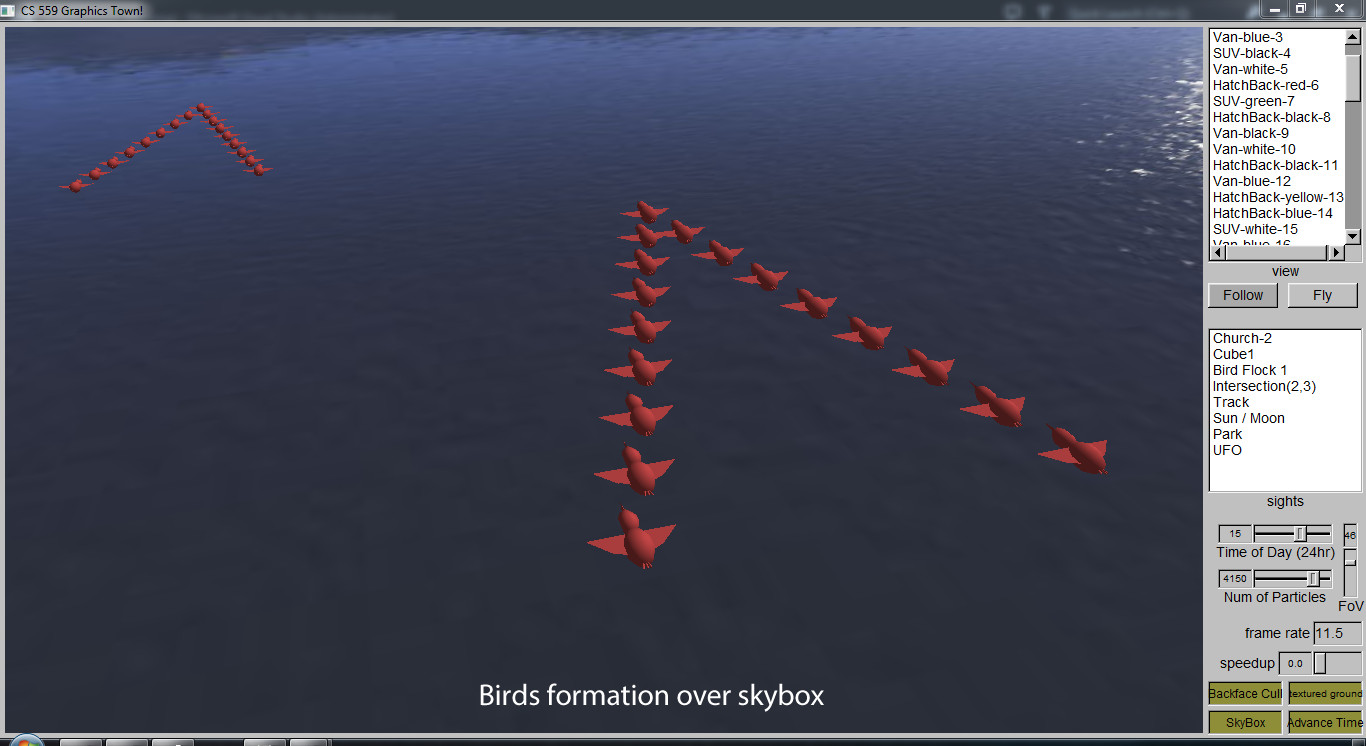 CS 559 Graphics Town!
Van-blue-3
SUV-black-4
Van-white-5
HatchBack-red-6
SUV-green-7
HatchBack-black-8
Van-black-9
Van-white-10
HatchBack-black-11
Van-blue-12
HatchBack-yellow-13
HatchBack-blue-14
SUV-white-15
Van-blue-16
view
Follow
Fly
Church-2
Cube1
Bird Flock 1
Intersection(2,3)
Track
Sun / Moon
Park
UFO
sights
15
46
Time of Day (24hr)
4150
Num of Particles
FoV
frame rate 11.5
speedup 0.0
Backface Cull
textured ground
SkyBox
Advance Time
Birds formation over skybox